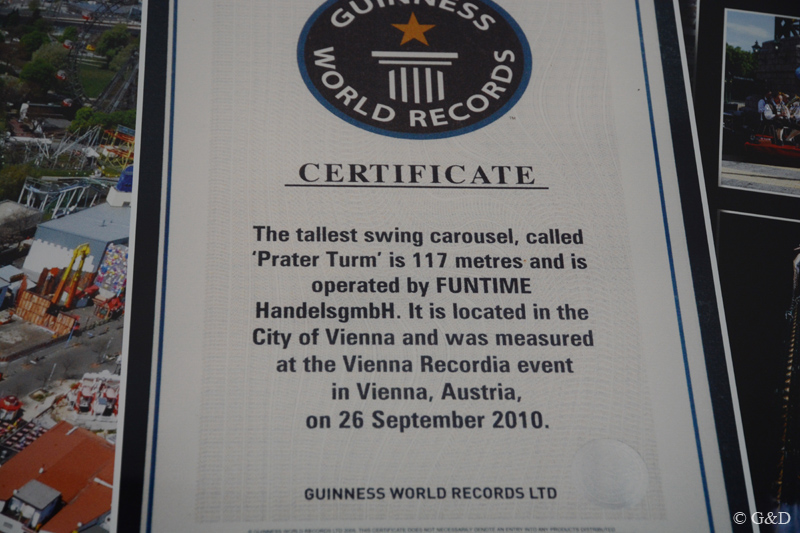 GUINNESS
WORLD RECORDS
CERTIFICATE
The tallest swing carousel, called
‘Prater Turm’ is 117 metres and is
operated by FUNTIME
HandelsgmbH. It is located in the
City of Vienna and was measured
at the Vienna Recordia event
in Vienna, Austria,
on 26 September 2010.
GUINNESS WORLD RECORDS LTD
© G&D